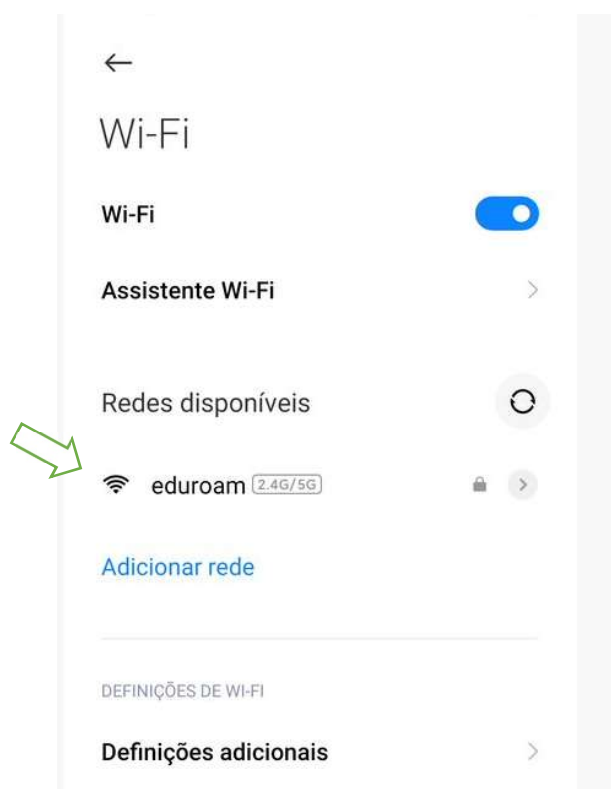 Wi-Fi
Wi-Fi
Assistente Wi-Fi
Redes disponíveis
eduroam 2.4G/5G
Adicionar rede
DEFINIÇÕES DE WI-FI
Definições adicionais